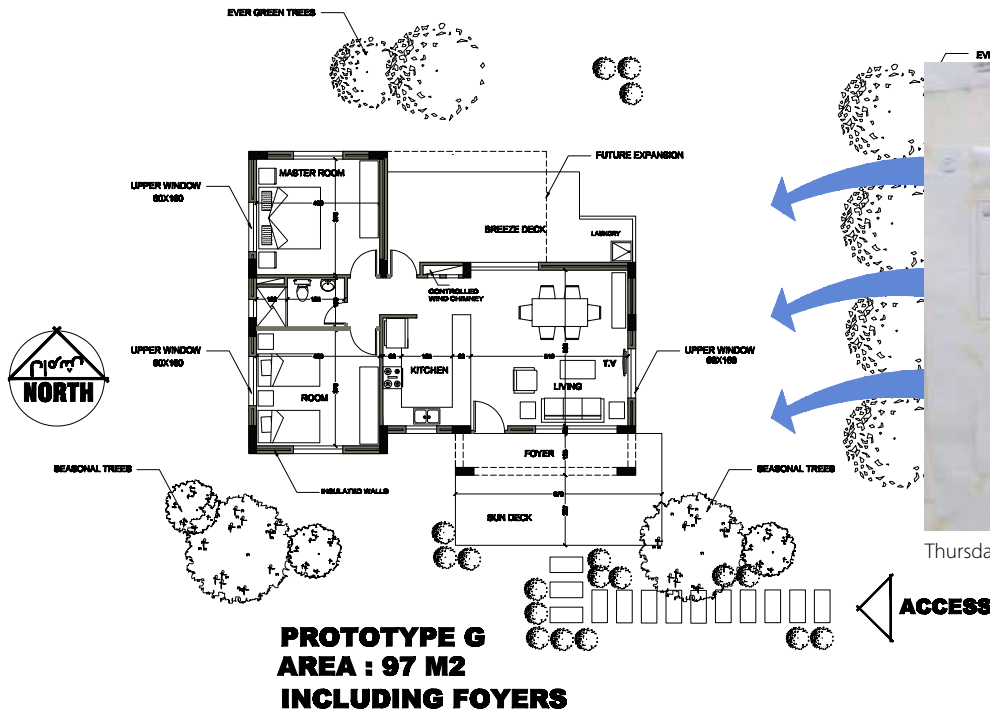 EVER GREEN TREES
MASTER ROOM
UPPER WINDOW
60X160
FUTURE EXPANSION
BREEZE DECK
LAUNDRY
CONTROLLED
WIND CHIMNEY
UPPER WINDOW
60X160
KITCHEN
T.V
LIVING
UPPER WINDOW
ROOM
NORTH
FOYER
SEASONAL TREES
INSULATED WALLS
SEASONAL TREES
SUN DECK
Thursda
ACCESS
PROTOTYPE G
AREA : 97 M2
INCLUDING FOYERS